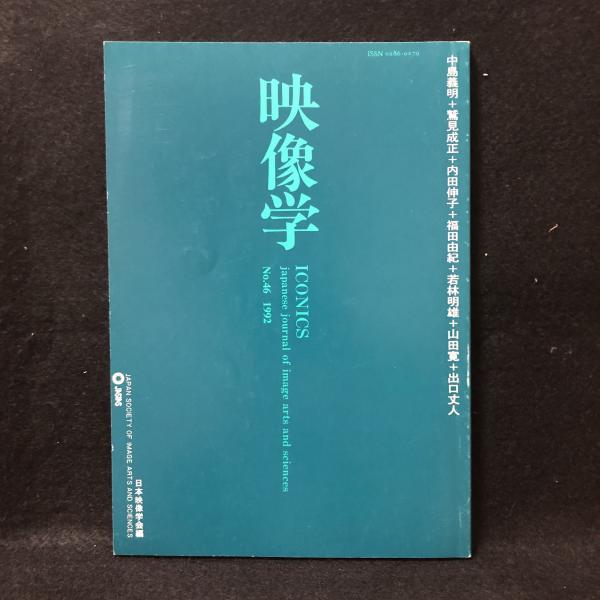 ISSN 0286-0279
中島義明+鷲見成正+内田伸子+福田由紀+若林明雄+山田寛+出口丈人
映像学
ICONICS
japanese journal of image arts and sciences
No.46 1992
JASIAS
JAPAN SOCIETY OF IMAGE ARTS AND SCIENCES
日本映像学会編